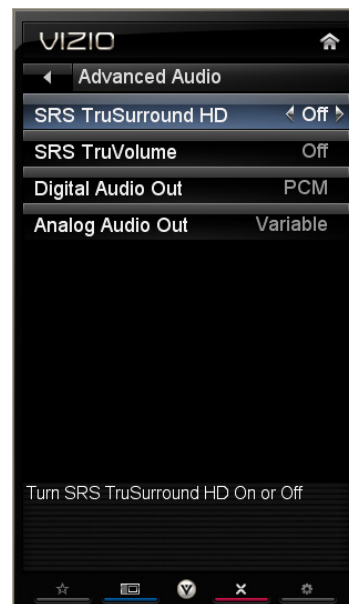 VIZIO
Advanced Audio
SRS TruSurround HD Off
SRS TruVolume Off
Digital Audio Out PCM
Analog Audio Out Variable
Turn SRS TruSurround HD On or Off